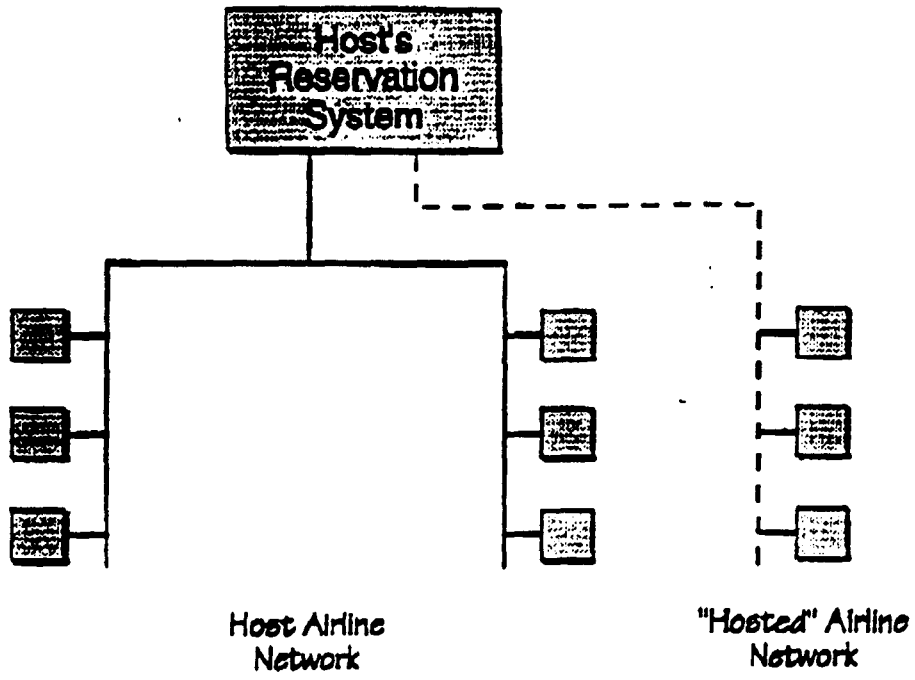 Host's
Reservation
System
Host Airline
Network
"Hosted" Airline
Network